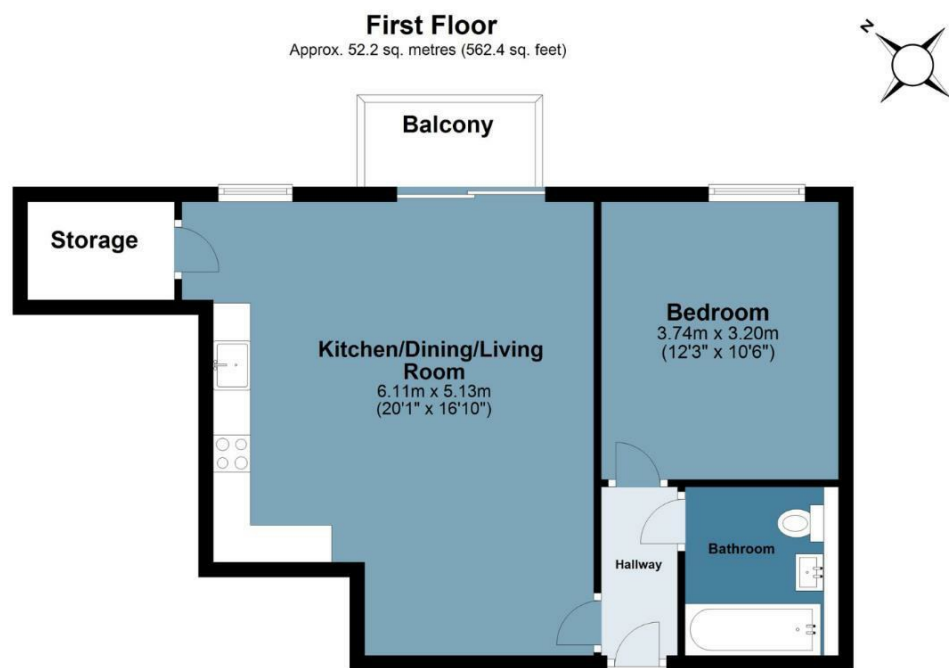 First Floor
Approx. 52.2 sq. metres (562.4 sq. feet)
N
Balcony
Storage
Kitchen/Dining/Living
Room
6.11m x 5.13m
(20'1" x 16'10")
Bedroom
3.74m x 3.20m
(12'3" x 10'6")
Hallway
Bathroom